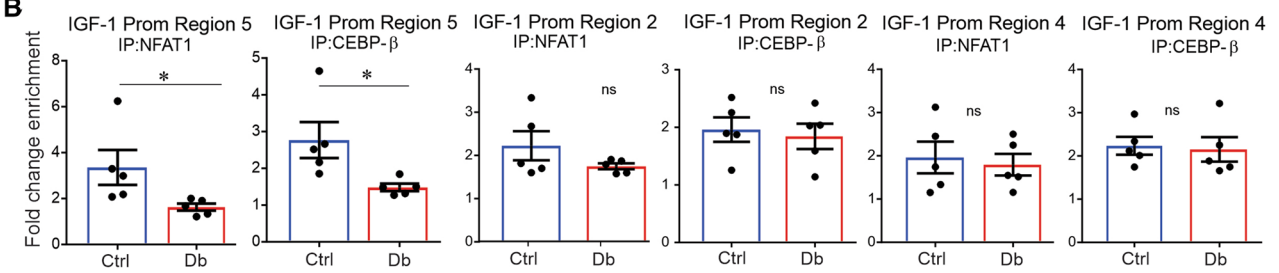 B
IGF-1 Prom Region 5
IP:NFAT1
Fold change enrichment
8
6
4
2
0
*
Ctrl
Db
IGF-1 Prom Region 5
IP:CEBP-β
5
4
3
2
1
0
*
Ctrl
Db
IGF-1 Prom Region 2
IP:NFAT1
4
3
2
1
0
ns
Ctrl
Db
IGF-1 Prom Region 2
IP:CEBP-β
3
2
1
0
ns
Ctrl
Db
IGF-1 Prom Region 4
IP:NFAT1
4
3
2
1
0
ns
Ctrl
Db
IGF-1 Prom Region 4
IP:CEBP-β
4
3
2
1
0
ns
Ctrl
Db